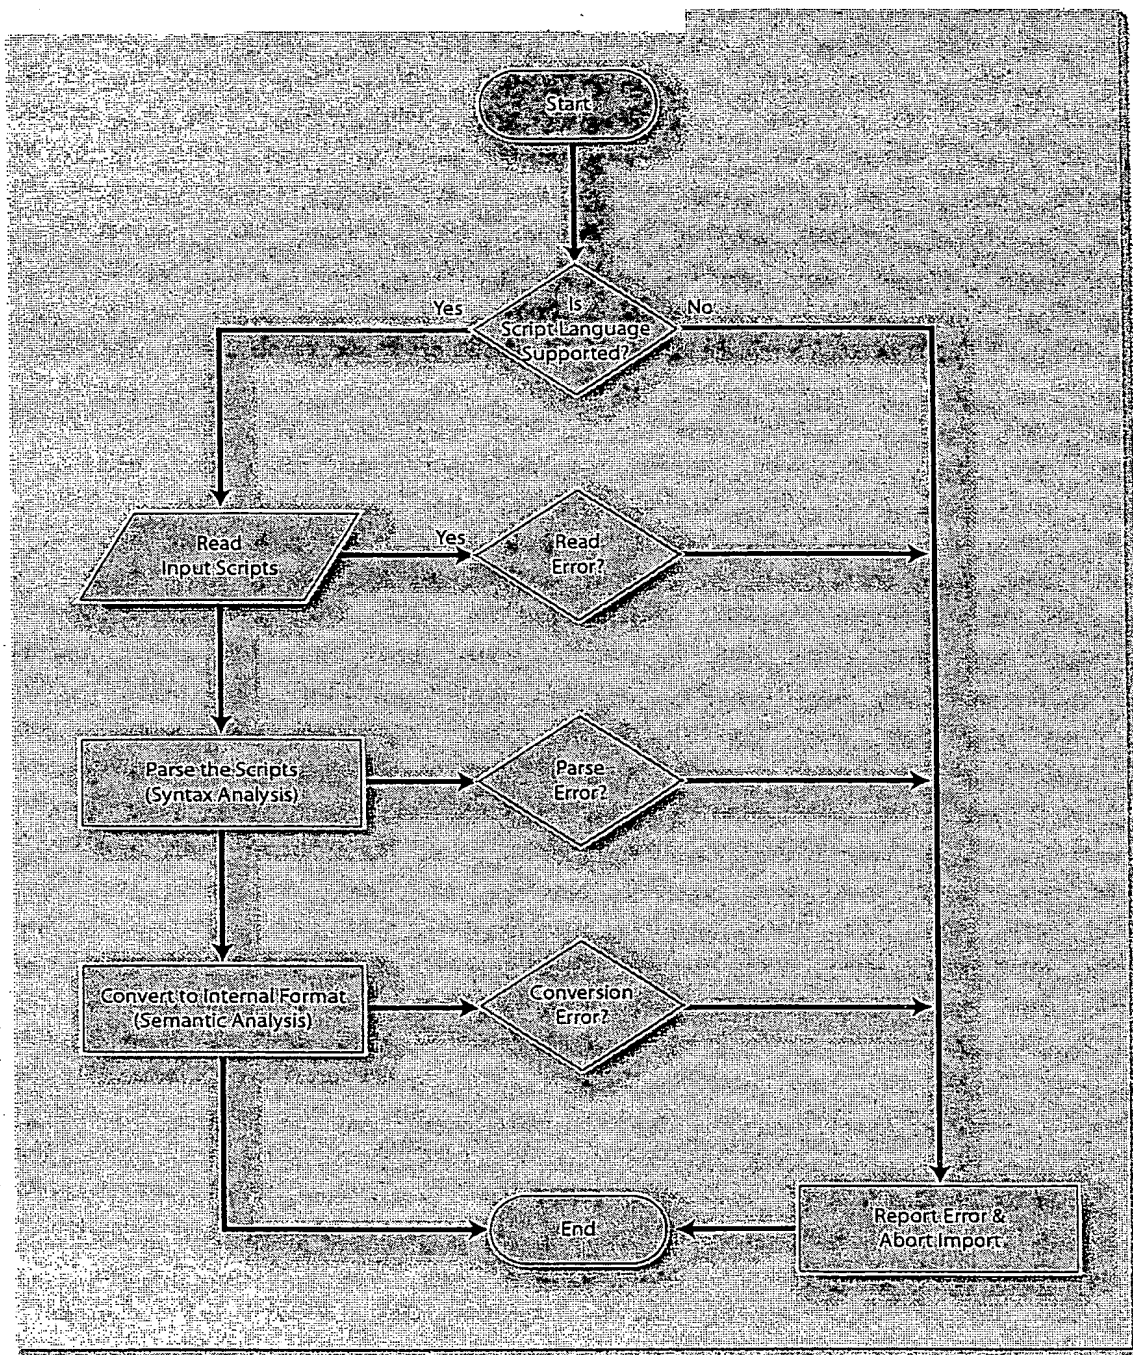 Start
Yes
Is
No
Script Language
Supported?
Read
Input Scripts
Yes
Read
Error?
Parse the Scripts
(Syntax Analysis)
Parse
Error?
Convert to Internal Format
(Semantic Analysis)
Conversion
Error?
End
Report Error &
Abort Import